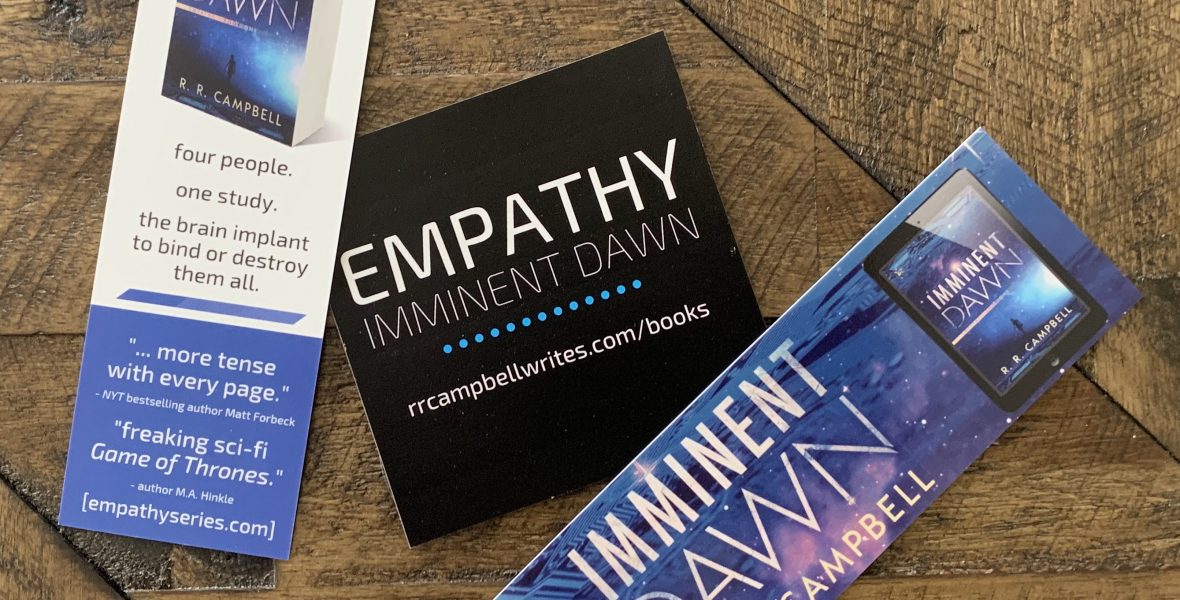 DAWN
R. R. CAMPBELL
four people.
one study.
the brain implant
to bind or destroy
them all.
"... more tense
with every page."
- NYT bestselling author Matt Forbeck
"freaking sci-fi
Game of Thrones."
- author M.A. Hinkle
[empathyseries.com]
EMPATHY
IMMINENT DAWN
rrcampbellwrites.com/books
IMMINENT
DAWN
R. R. CAMPBELL
IMMINENT
DAWN
CAMPBELL